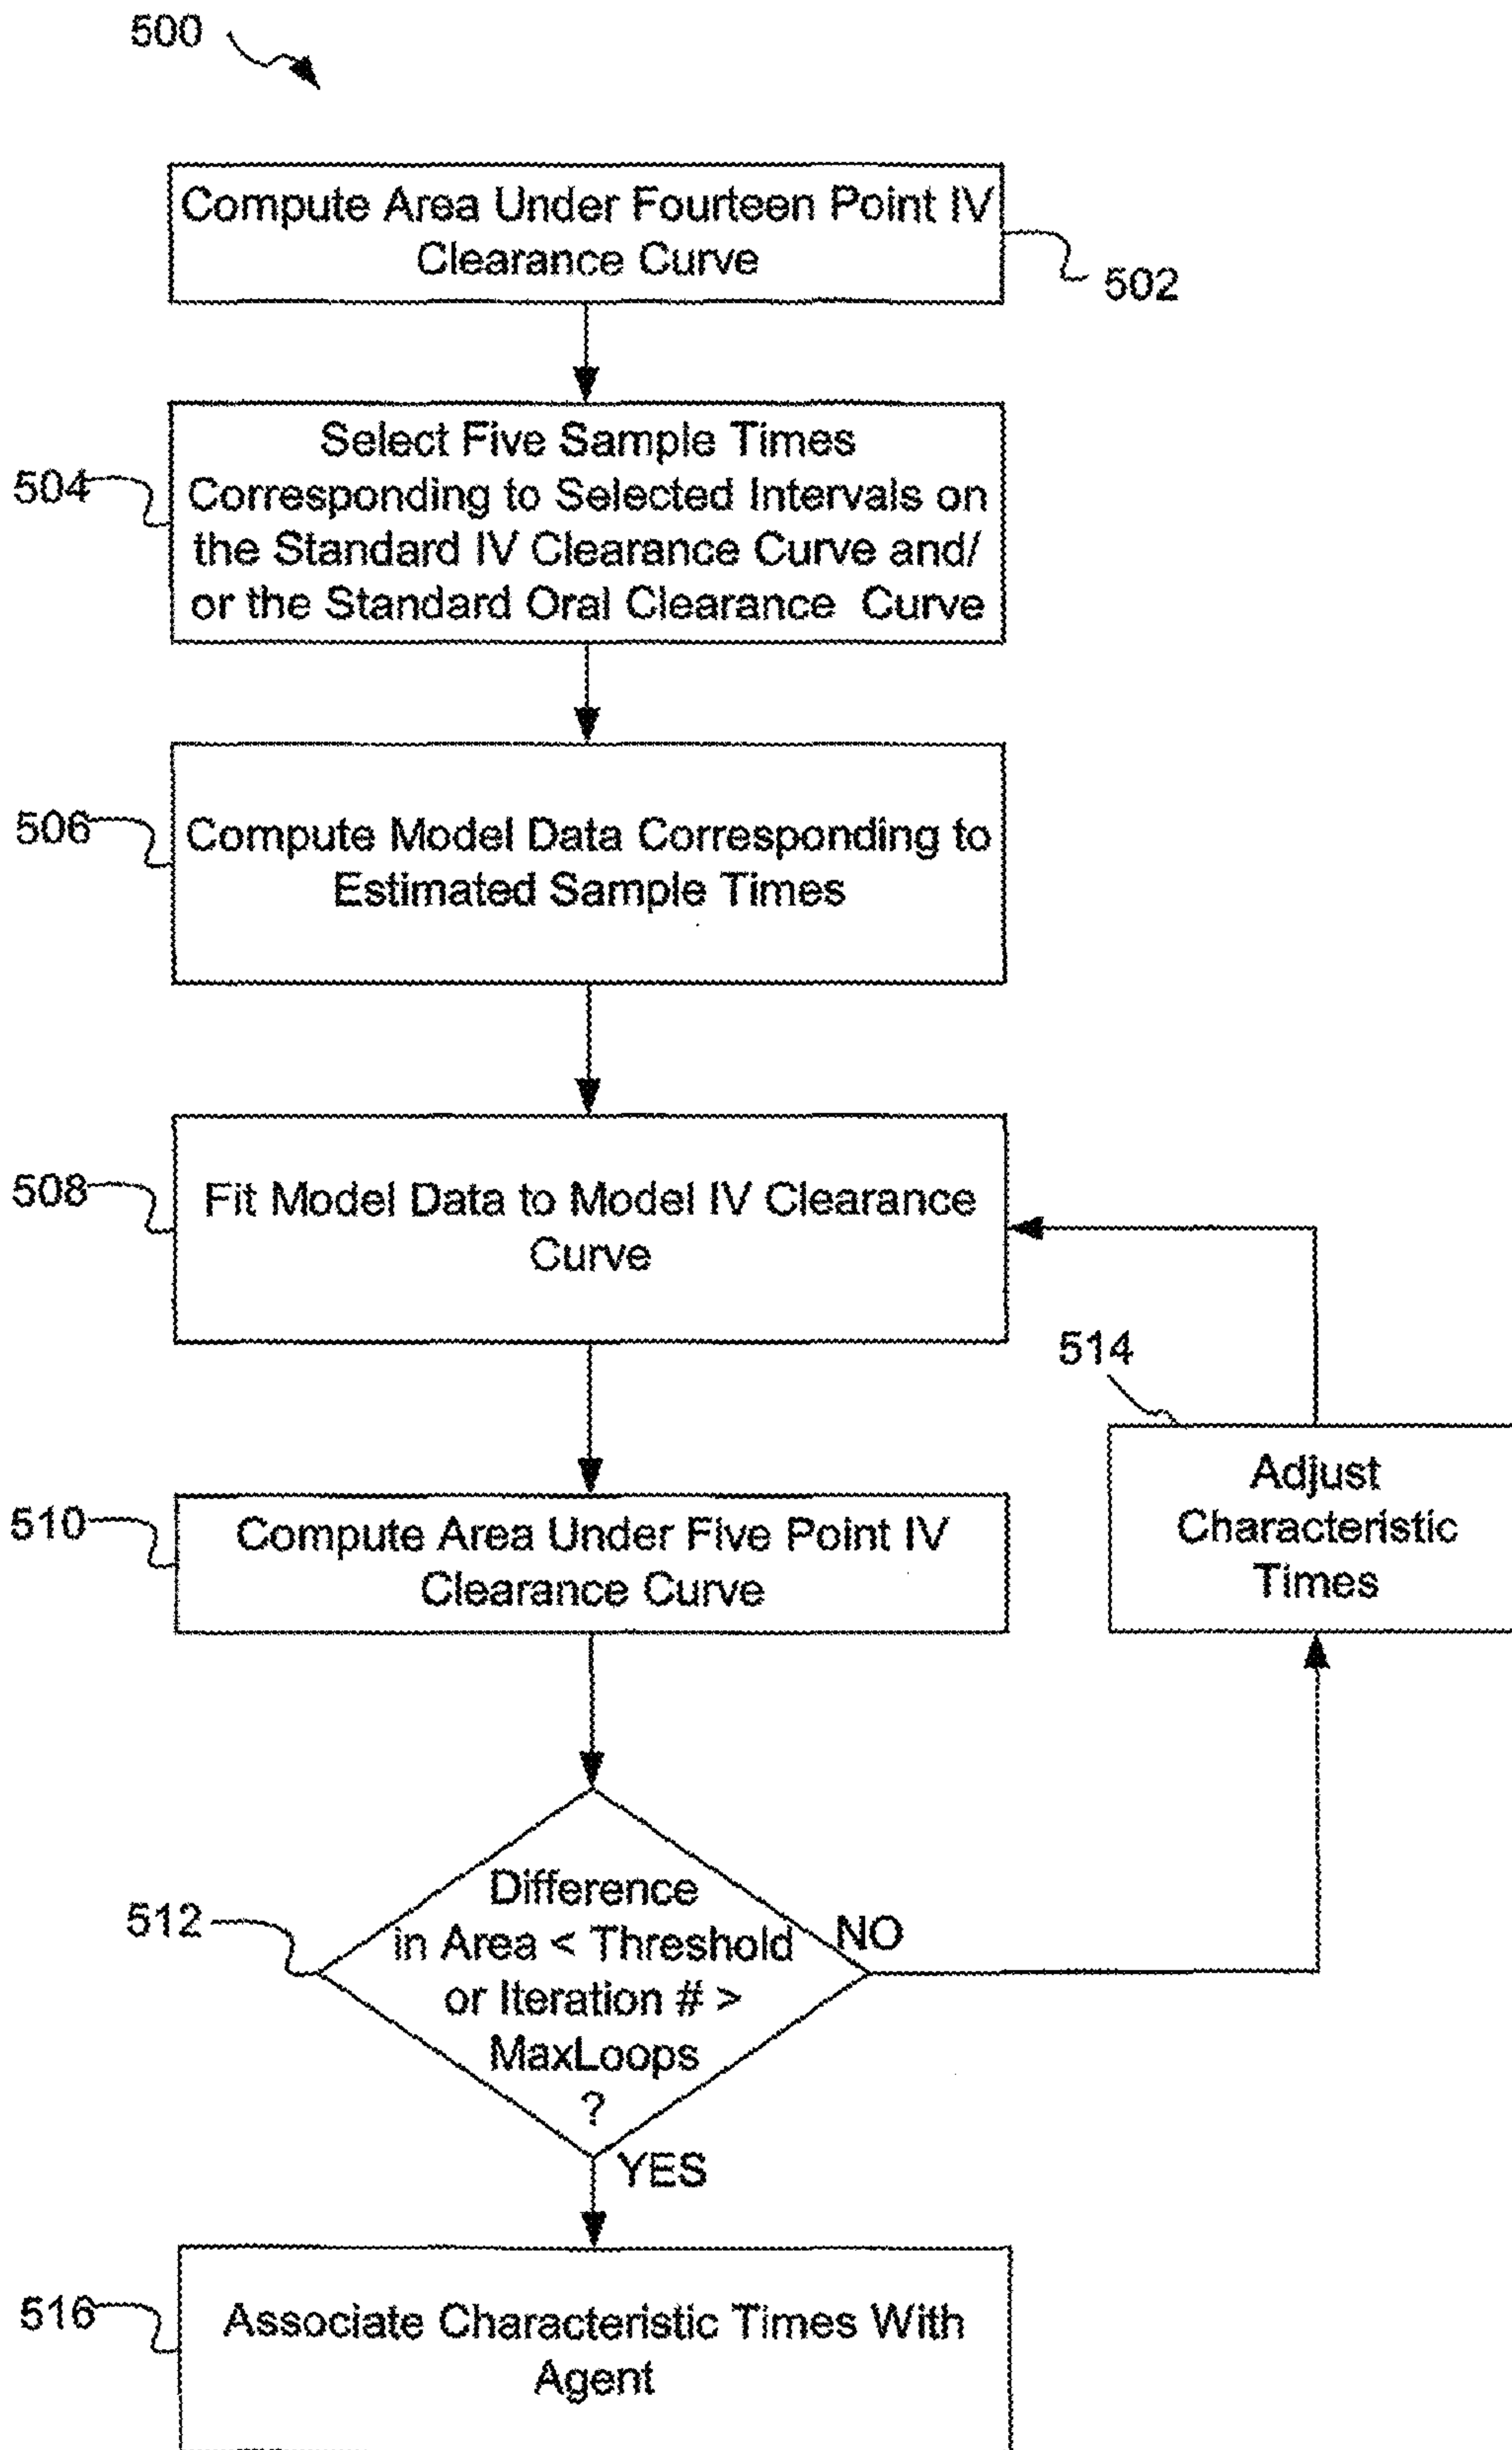 500
Compute Area Under Fourteen Point IV
Clearance Curve
502
504
Select Five Sample Times
Corresponding to Selected Intervals on
the Standard IV Clearance Curve and/
or the Standard Oral Clearance Curve
506
Compute Model Data Corresponding to
Estimated Sample Times
508
Fit Model Data to Model IV Clearance
Curve
514
Adjust
Characteristic
Times
510
Compute Area Under Five Point IV
Clearance Curve
512
Difference
in Area < Threshold
or Iteration # >
MaxLoops
?
NO
YES
516
Associate Characteristic Times With
Agent